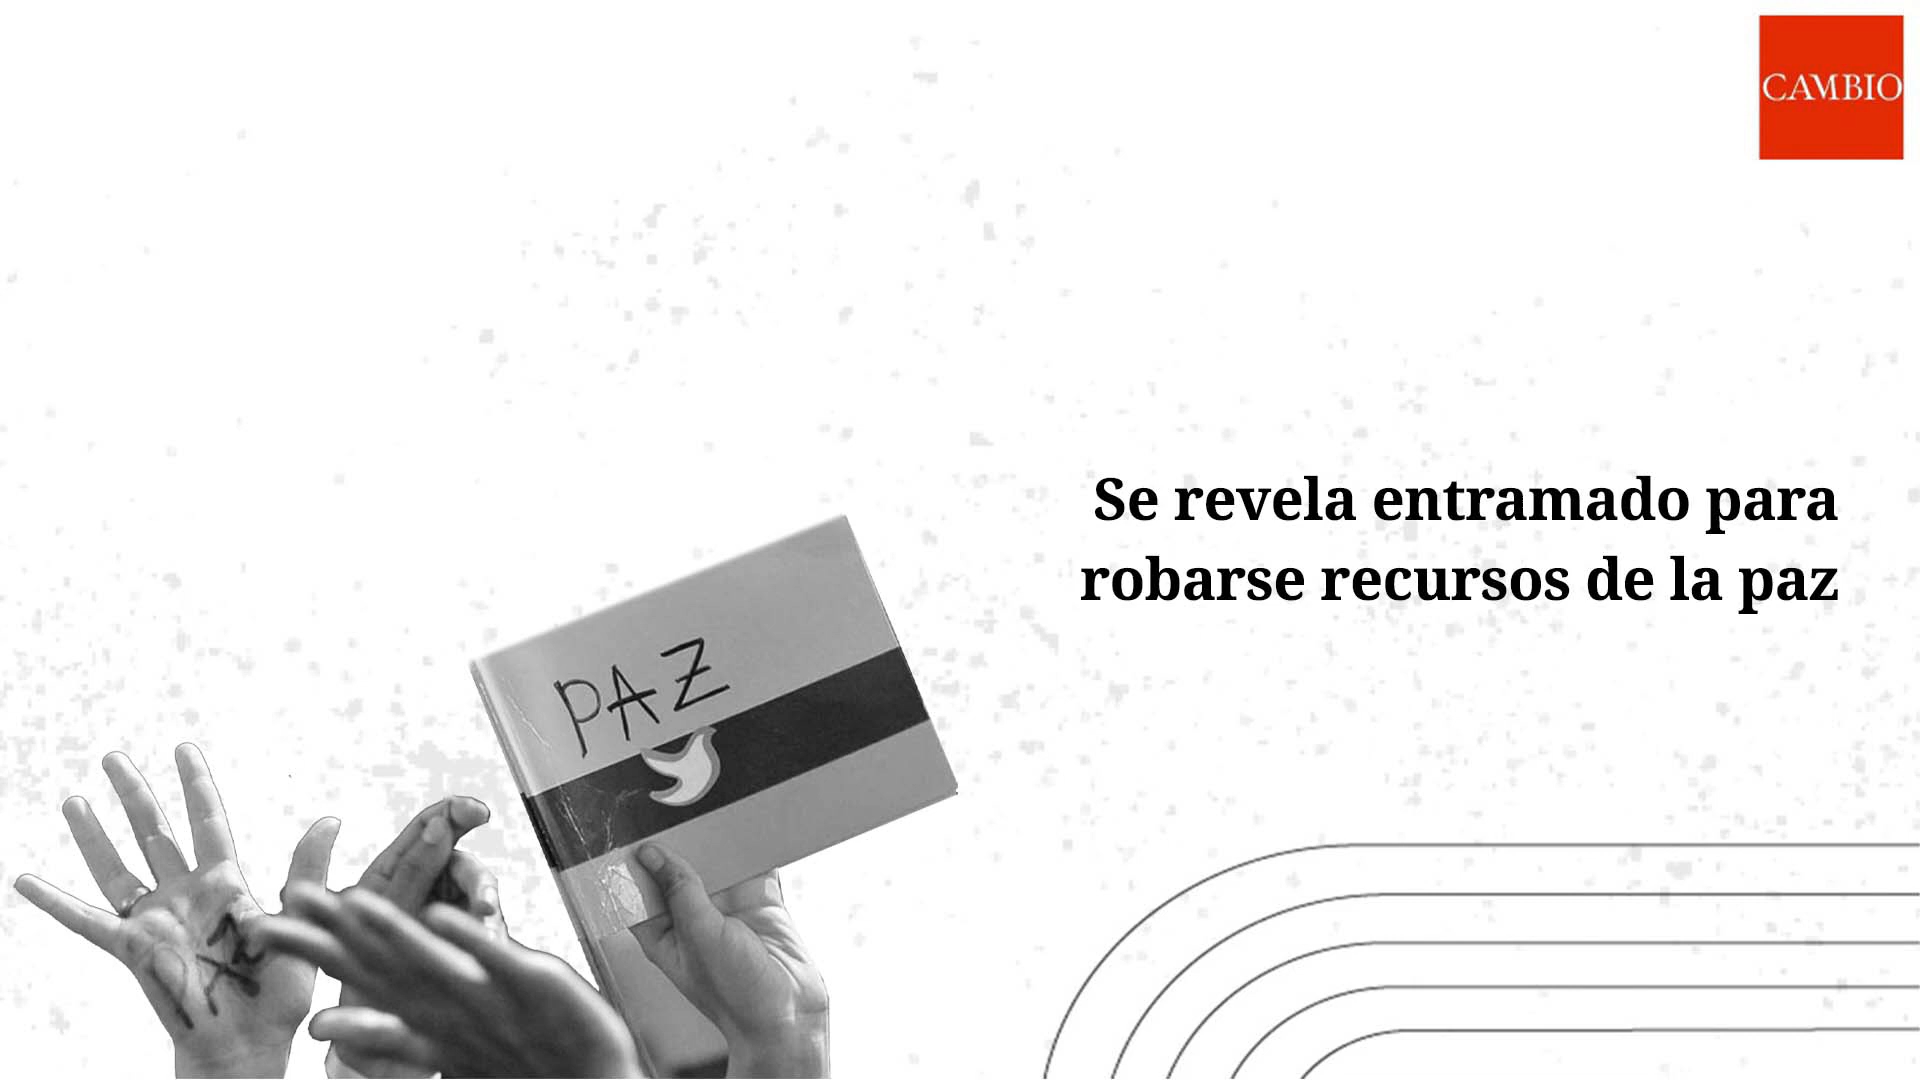 CAMBIO
Se revela entramado para
robarse recursos de la paz
PAZ
PAZ